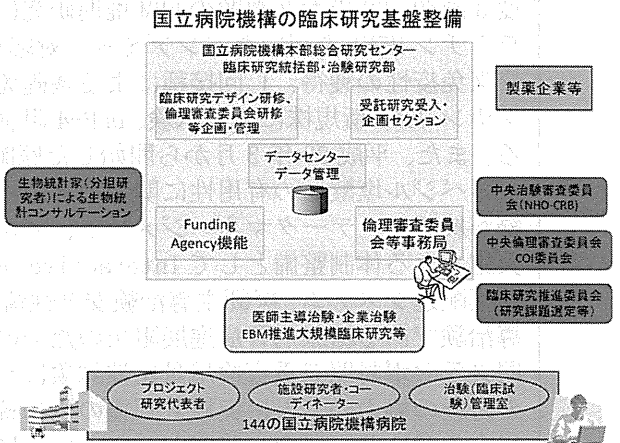 国立病院機構の臨床研究基盤整備
国立病院機構本部総合研究センター
臨床研究統括部・治験研究部
臨床研究デザイン研修、
倫理審査委員会研修
等企画・管理
受託研究受入・
企画セクション
製薬企業等
データセンター
データ管理
生物統計家(分担研
究者)による生物統
計コンサルテーション
Funding
Agency機能
倫理審査委員
会等事務局
中央治験審査委員
会(NHO-CRB)
中央倫理審査委員会
COI委員会
臨床研究推進委員会
(研究課題選定等)
医師主導治験・企業治験
EBM推進大規模臨床研究等
プロジェクト
研究代表者
施設研究者・コー
ディネーター
治験(臨床試
験)管理室
144の国立病院機構病院